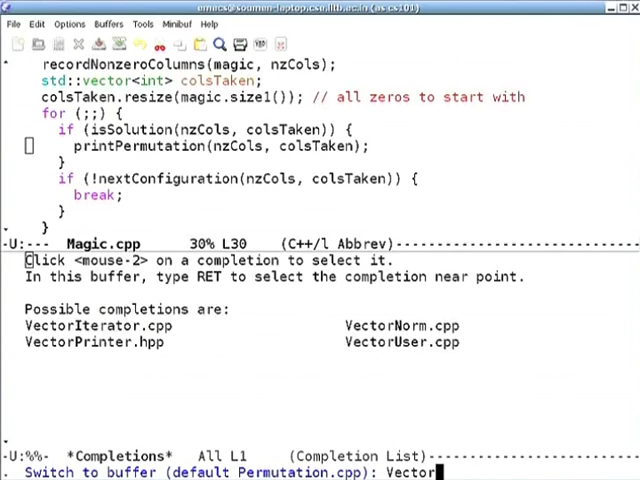 emacs@soumen-laptop.cse.iitb.ac.in (as cs101)
File Edit Options Buffers Tools Minibuf Help
recordNonzeroColumns(magic, nzCols);
std::vector<int> colsTaken;
colsTaken.resize(magic.size1()); // all zeros to start with
for (;;) {
if (isSolution(nzCols, colsTaken)) {
printPermutation(nzCols, colsTaken);
}
if (!nextConfiguration(nzCols, colsTaken)) {
break;
}
}
-U:--- Magic.cpp 30% L30 (C++/l Abbrev)
Click <mouse-2> on a completion to select it.
In this buffer, type RET to select the completion near point.
Possible completions are:
VectorIterator.cpp VectorNorm.cpp
VectorPrinter.hpp VectorUser.cpp
-U:%%- *Completions* All L1 (Completion List)
Switch to buffer (default Permutation.cpp): Vector